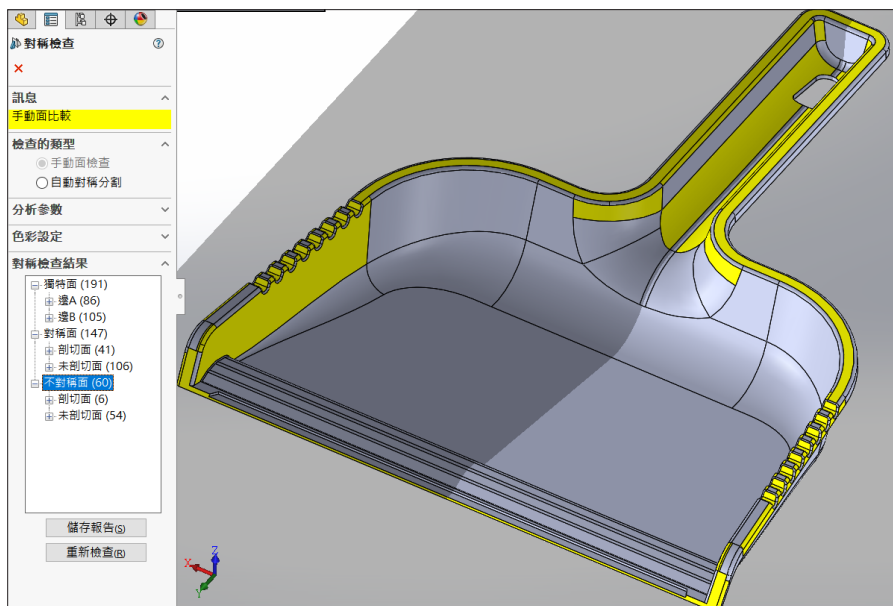 對稱檢查
訊息
手動面比較
檢查的類型
手動面檢查
自動對稱分割
分析參數
色彩設定
對稱檢查結果
獨特面 (191)
邊A (86)
邊B (105)
對稱面 (147)
剖切面 (41)
未剖切面 (106)
不對稱面 (60)
剖切面 (6)
未剖切面 (54)
儲存報告(S)
重新檢查(R)
Z
X
Y